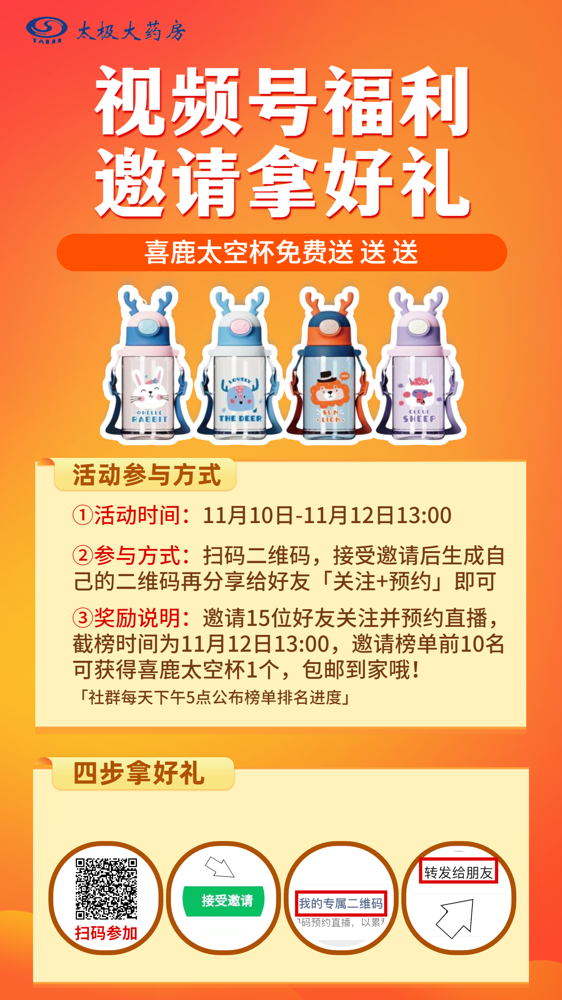 TAIJI 太极大药房
视频号福利
邀请拿好礼
喜鹿太空杯免费送 送 送
HELLO
RABBIT
LOVELY
THE DEER
NEW
SUN
LION
CLOUD
SHEEP
活动参与方式
①活动时间：11月10日-11月12日13:00
②参与方式：扫码二维码，接受邀请后生成自
己的二维码再分享给好友「关注+预约」即可
③奖励说明：邀请15位好友关注并预约直播，
截榜时间为11月12日13:00，邀请榜单前10名
可获得喜鹿太空杯1个，包邮到家哦！
「社群每天下午5点公布榜单排名进度」
四步拿好礼
扫码参加
接受邀请
我的专属二维码
码预约直播，以累
转发给朋友